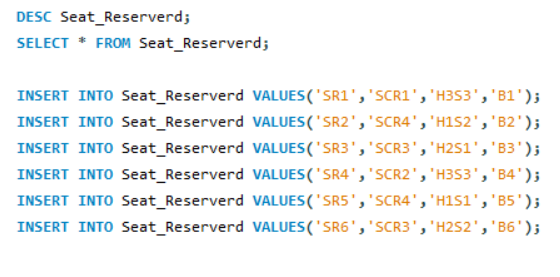 DESC Seat_Reserverd;
SELECT * FROM Seat_Reserverd;
INSERT INTO Seat_Reserverd VALUES('SR1','SCR1','H3S3','B1');
INSERT INTO Seat_Reserverd VALUES('SR2','SCR4','H1S2','B2');
INSERT INTO Seat_Reserverd VALUES('SR3','SCR3','H2S1','B3');
INSERT INTO Seat_Reserverd VALUES('SR4','SCR2','H3S3','B4');
INSERT INTO Seat_Reserverd VALUES('SR5','SCR4','H1S1','B5');
INSERT INTO Seat_Reserverd VALUES('SR6','SCR3','H2S2','B6');